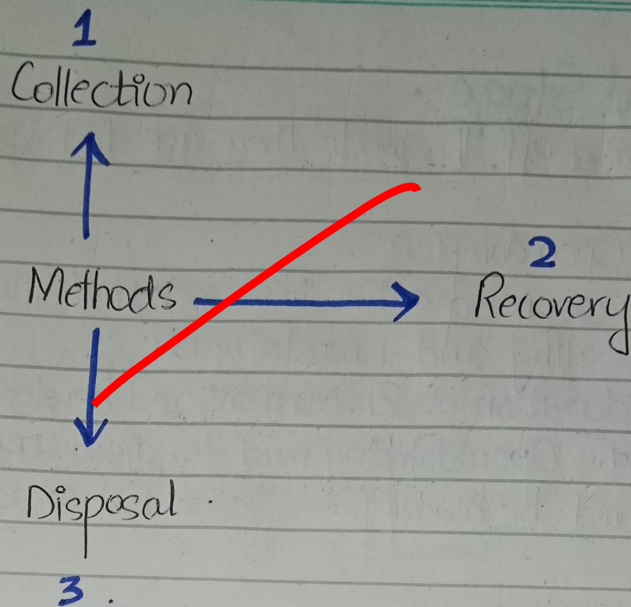 1
Collection
Methods
2
Recovery
Disposal
3.